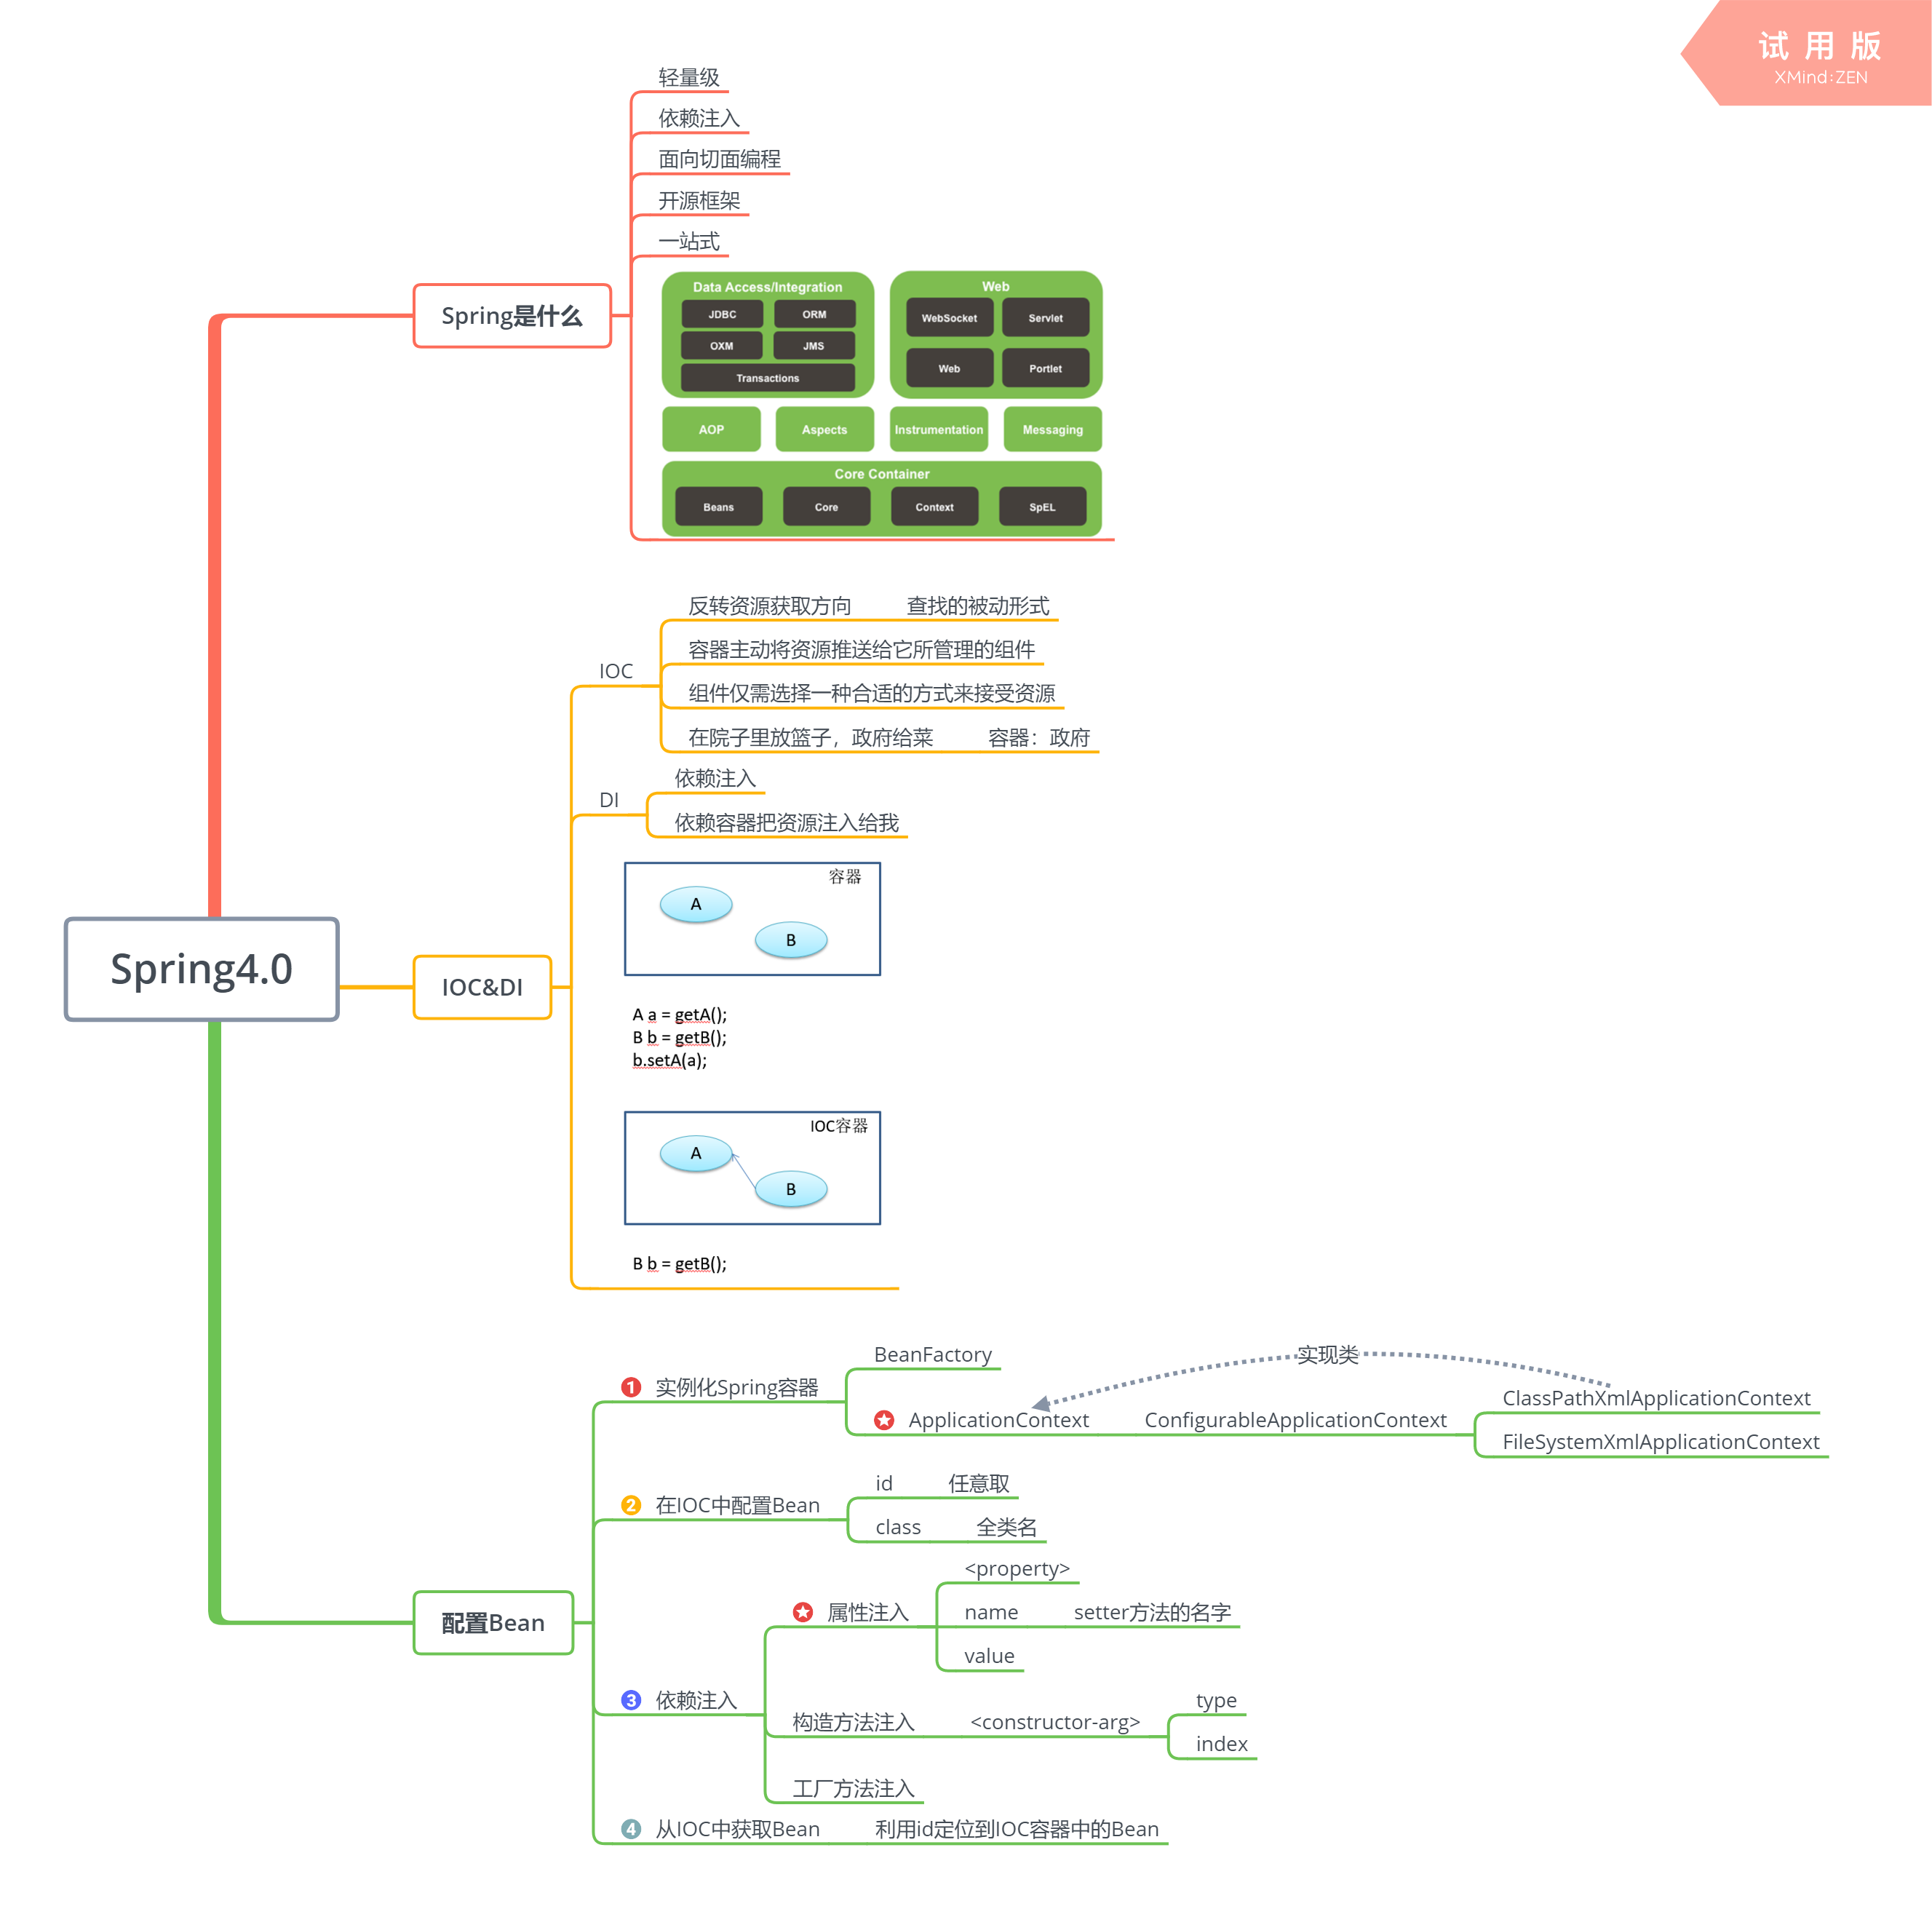 试 用 版
XMind:ZEN
Spring4.0
Spring是什么
轻量级
依赖注入
面向切面编程
开源框架
一站式
Data Access/Integration
JDBC
ORM
OXM
JMS
Transactions
Web
WebSocket
Servlet
Web
Portlet
AOP
Aspects
Instrumentation
Messaging
Core Container
Beans
Core
Context
SpEL
IOC&DI
IOC
反转资源获取方向
查找的被动形式
容器主动将资源推送给它所管理的组件
组件仅需选择一种合适的方式来接受资源
在院子里放篮子，政府给菜
容器：政府
DI
依赖注入
依赖容器把资源注入给我
容器
A
B
A a = getA();
B b = getB();
b.setA(a);
IOC容器
A
B
B b = getB();
配置Bean
1 实例化Spring容器
BeanFactory
ApplicationContext
ConfigurableApplicationContext
实现类
ClassPathXmlApplicationContext
FileSystemXmlApplicationContext
2 在IOC中配置Bean
id
任意取
class
全类名
3 依赖注入
属性注入
<property>
name
setter方法的名字
value
构造方法注入
<constructor-arg>
type
index
工厂方法注入
4 从IOC中获取Bean
利用id定位到IOC容器中的Bean